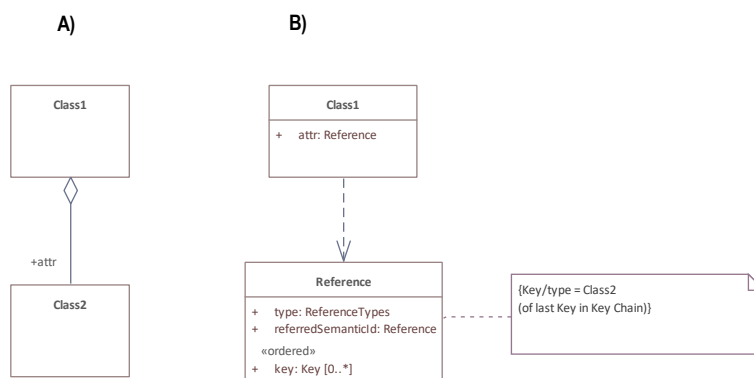 A)
B)
Class1
+attr
Class2
Class1
+ attr: Reference
Reference
+ type: ReferenceTypes
+ referredSemanticId: Reference
«ordered»
+ key: Key [0..*]
{Key/type = Class2
(of last Key in Key Chain)}